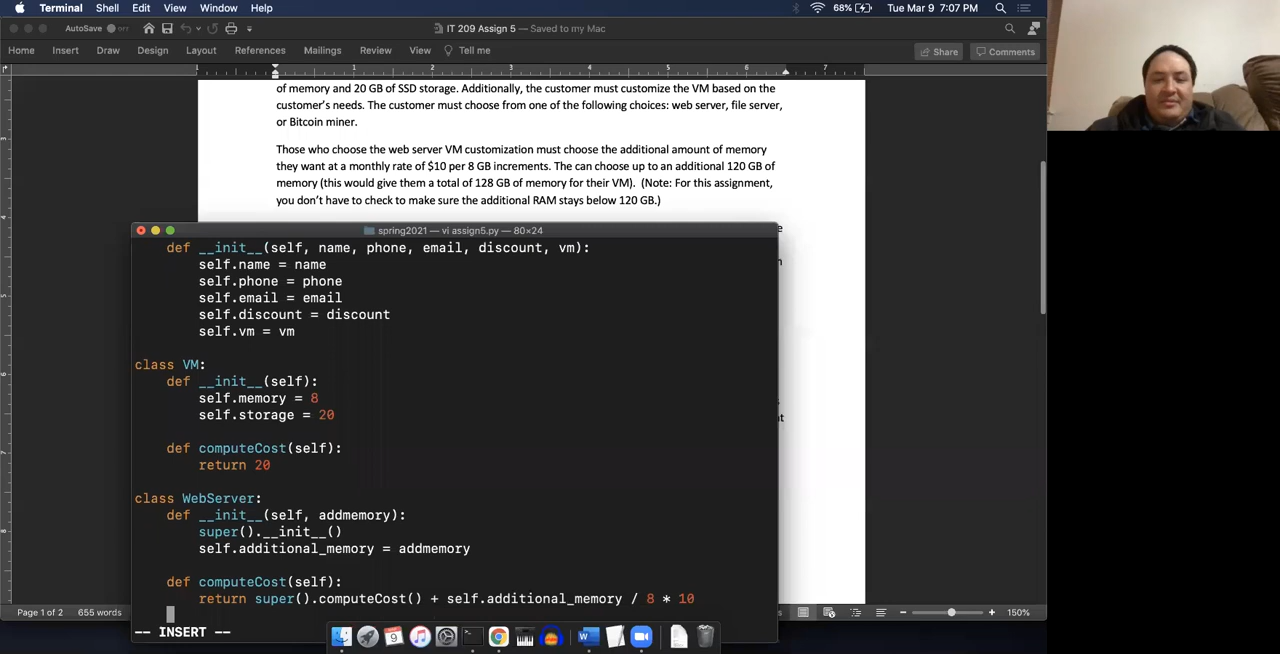 Terminal Shell Edit View Window Help 68% Tue Mar 9 7:07 PM
AutoSave IT 209 Assign 5 — Saved to my Mac
Home Insert Draw Design Layout References Mailings Review View Tell me Share Comments
1 1 2 3 4 5 6 7
of memory and 20 GB of SSD storage. Additionally, the customer must customize the VM based on the
customer's needs. The customer must choose from one of the following choices: web server, file server,
or Bitcoin miner.
Those who choose the web server VM customization must choose the additional amount of memory
they want at a monthly rate of $10 per 8 GB increments. The can choose up to an additional 120 GB of
memory (this would give them a total of 128 GB of memory for their VM). (Note: For this assignment,
you don't have to check to make sure the additional RAM stays below 120 GB.)
spring2021 — vi assign5.py — 80×24
def __init__(self, name, phone, email, discount, vm):
self.name = name
self.phone = phone
self.email = email
self.discount = discount
self.vm = vm
class VM:
def __init__(self):
self.memory = 8
self.storage = 20
def computeCost(self):
return 20
class WebServer:
def __init__(self, addmemory):
super().__init__()
self.additional_memory = addmemory
def computeCost(self):
return super().computeCost() + self.additional_memory / 8 * 10
-- INSERT --
Page 1 of 2 655 words 150%